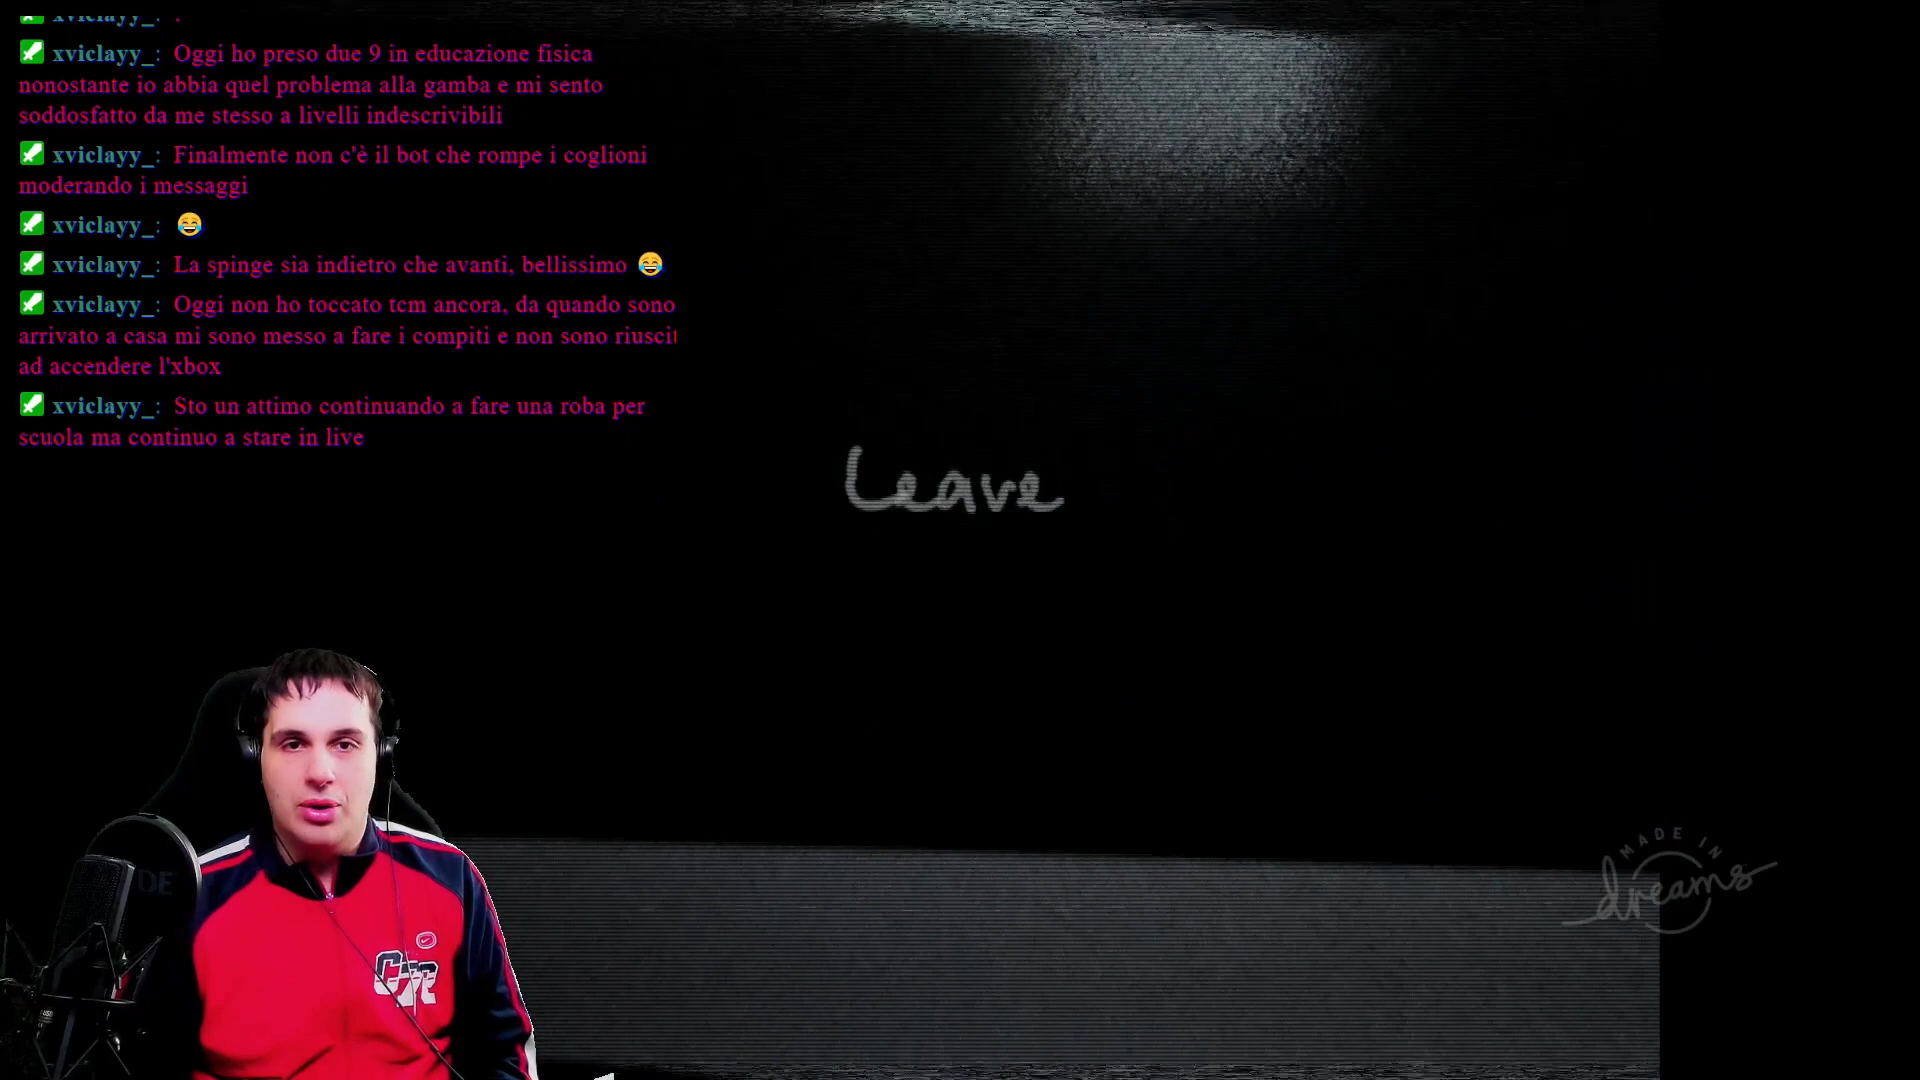 xviclayy_: .
xviclayy_: Oggi ho preso due 9 in educazione fisica
nonostante io abbia quel problema alla gamba e mi sento
soddosfatto da me stesso a livelli indescrivibili
xviclayy_: Finalmente non c'è il bot che rompe i coglioni
moderando i messaggi
xviclayy_: 😂
xviclayy_: La spinge sia indietro che avanti, bellissimo 😂
xviclayy_: Oggi non ho toccato tcm ancora, da quando sono
arrivato a casa mi sono messo a fare i compiti e non sono riuscit
ad accendere l'xbox
xviclayy_: Sto un attimo continuando a fare una roba per
scuola ma continuo a stare in live
Leave
MADE IN
dreams
DE